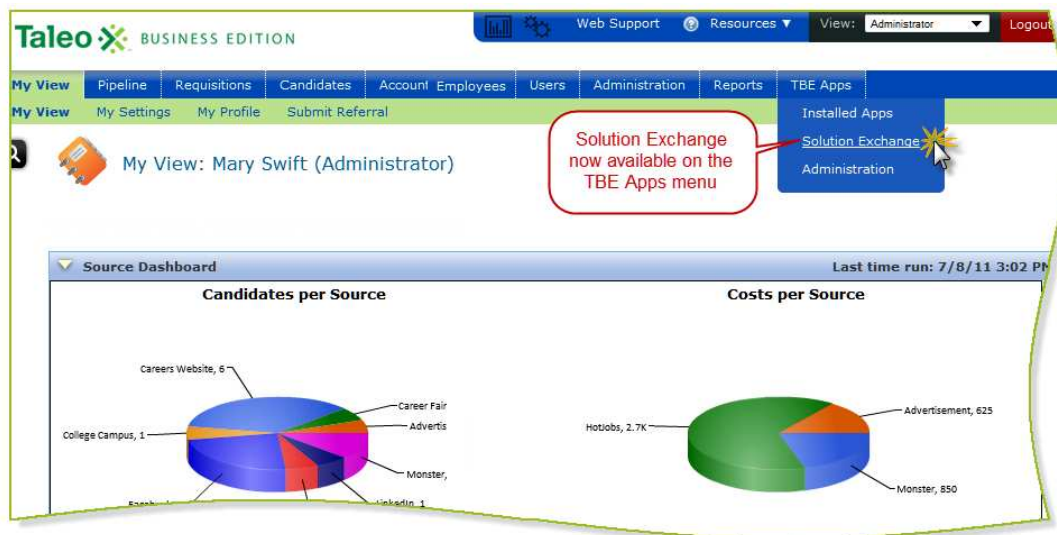 Taleo BUSINESS EDITION
Web Support ? Resources ▼ View: Administrator Logout
My View Pipeline Requisitions Candidates Account Employees Users Administration Reports TBE Apps
My View My Settings My Profile Submit Referral
Installed Apps
Solution Exchange
Administration
Solution Exchange
now available on the
TBE Apps menu
My View: Mary Swift (Administrator)
Source Dashboard Last time run: 7/8/11 3:02 PM
Candidates per Source
Careers Website, 6
Career Fair
Advertis
College Campus, 1
Monster,
LinkedIn, 1
Costs per Source
HotJobs, 2.7K
Advertisement, 625
Monster, 850